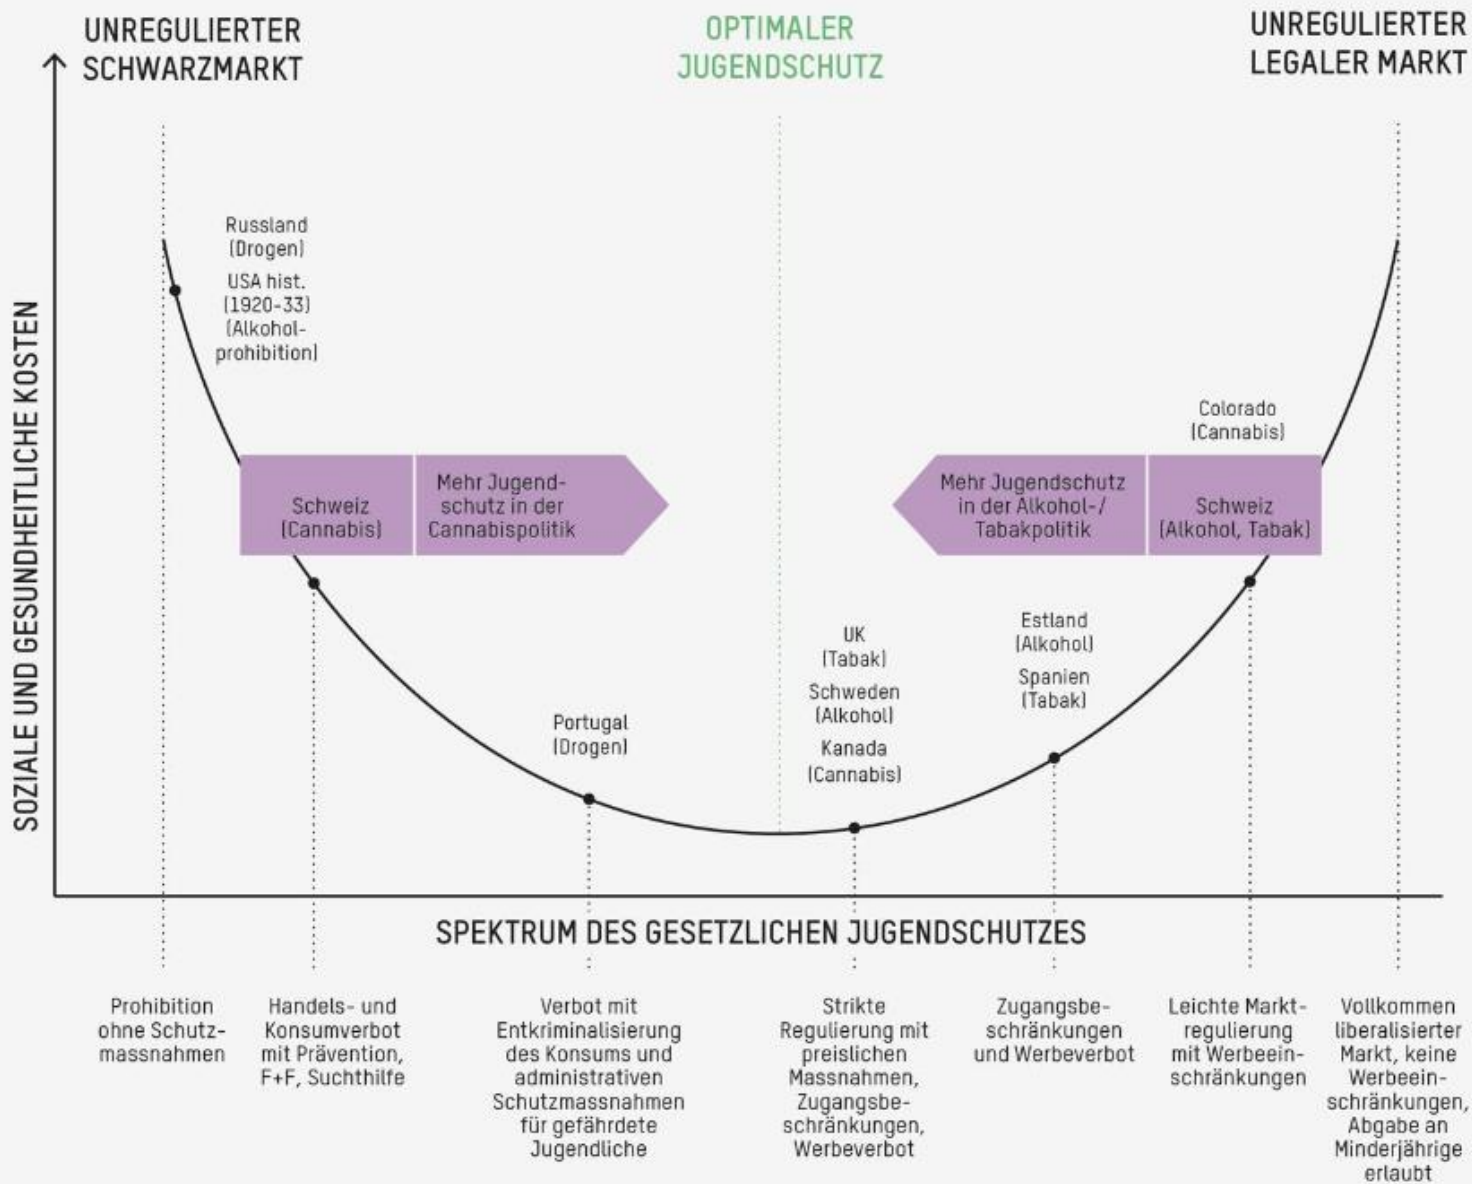 UNREGULIERTER
SCHWARZMARKT
OPTIMALER
JUGENDSCHUTZ
UNREGULIERTER
LEGALER MARKT
SOZIALE UND GESUNDHEITLICHE KOSTEN
Russland
(Drogen)
USA hist.
(1920-33)
(Alkohol-
prohibition)
Schweiz
(Cannabis)
Mehr Jugend-
schutz in der
Cannabispolitik
Portugal
(Drogen)
UK
(Tabak)
Schweden
(Alkohol)
Kanada
(Cannabis)
Estland
(Alkohol)
Spanien
(Tabak)
Mehr Jugendschutz
in der Alkohol-/
Tabakpolitik
Colorado
(Cannabis)
Schweiz
(Alkohol, Tabak)
SPEKTRUM DES GESETZLICHEN JUGENDSCHUTZES
Prohibition
ohne Schutz-
massnahmen
Handels- und
Konsumverbot
mit Prävention,
F+F, Suchthilfe
Verbot mit
Entkriminalisierung
des Konsums und
administrativen
Schutzmassnahmen
für gefährdete
Jugendliche
Strikte
Regulierung mit
preislichen
Massnahmen,
Zugangsbe-
schränkungen,
Werbeverbot
Zugangsbe-
schränkungen
und Werbeverbot
Leichte Markt-
regulierung
mit Werbeein-
schränkungen
Vollkommen
liberalisierter
Markt, keine
Werbeein-
schränkungen,
Abgabe an
Minderjährige
erlaubt